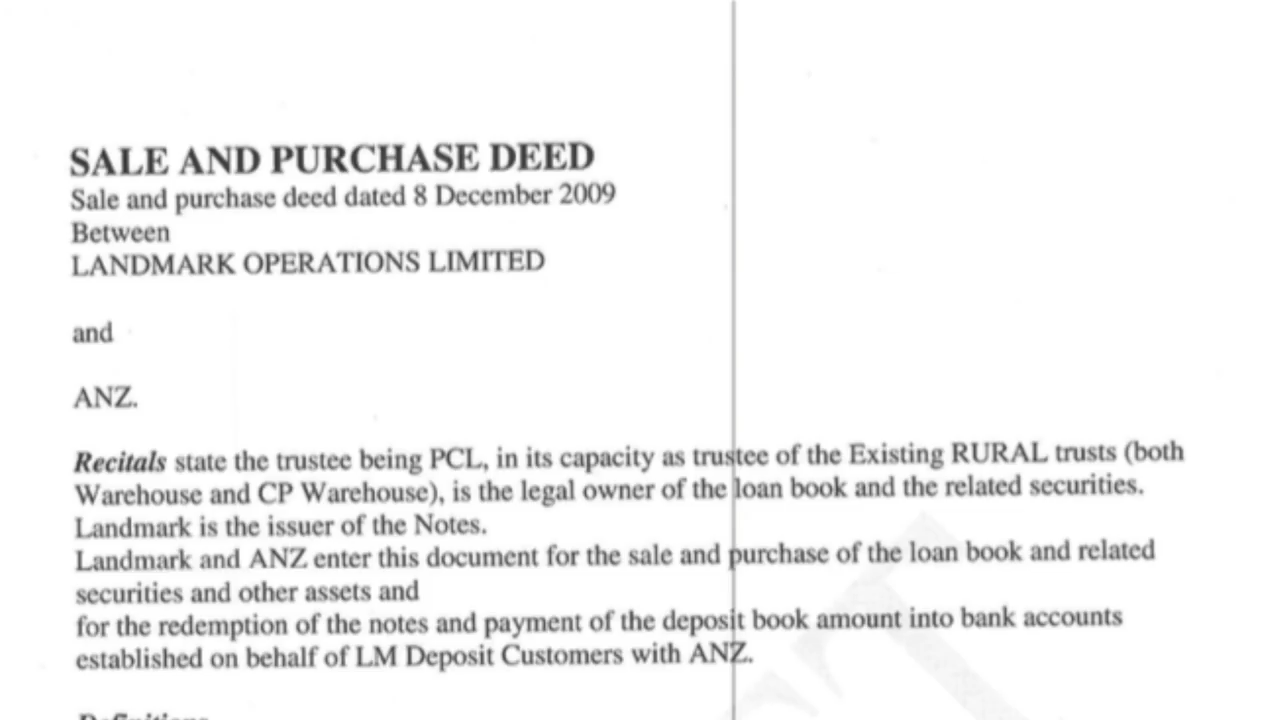 SALE AND PURCHASE DEED
Sale and purchase deed dated 8 December 2009
Between
LANDMARK OPERATIONS LIMITED
and
ANZ.
Recitals state the trustee being PCL, in its capacity as trustee of the Existing RURAL trusts (both
Warehouse and CP Warehouse), is the legal owner of the loan book and the related securities.
Landmark is the issuer of the Notes.
Landmark and ANZ enter this document for the sale and purchase of the loan book and related
securities and other assets and
for the redemption of the notes and payment of the deposit book amount into bank accounts
established on behalf of LM Deposit Customers with ANZ.